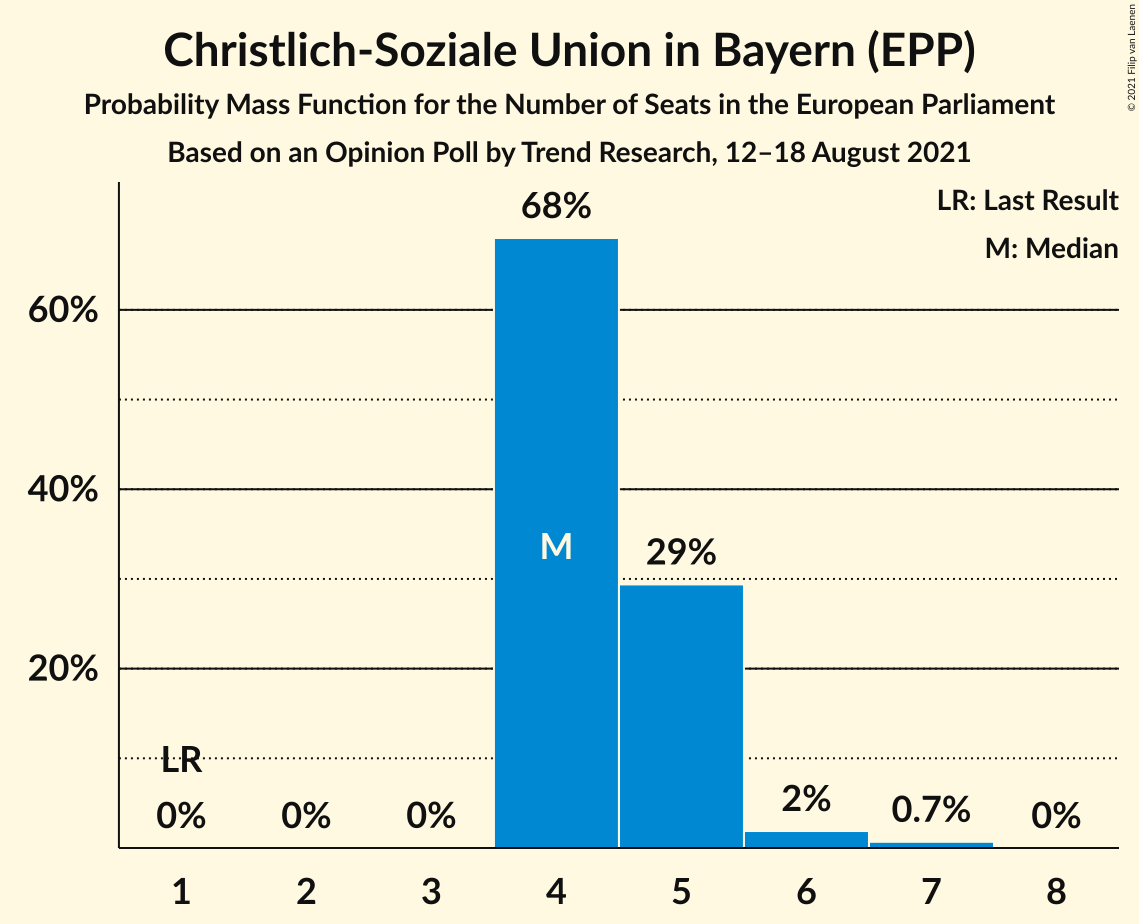 Christlich-Soziale Union in Bayern (EPP)
Probability Mass Function for the Number of Seats in the European Parliament
Based on an Opinion Poll by Trend Research, 12–18 August 2021
© 2021 Filip van Laenen
LR: Last Result
M: Median
68%
60%
40%
M
29%
20%
LR
0%
0%
0%
2%
0.7%
0%
1 2 3 4 5 6 7 8